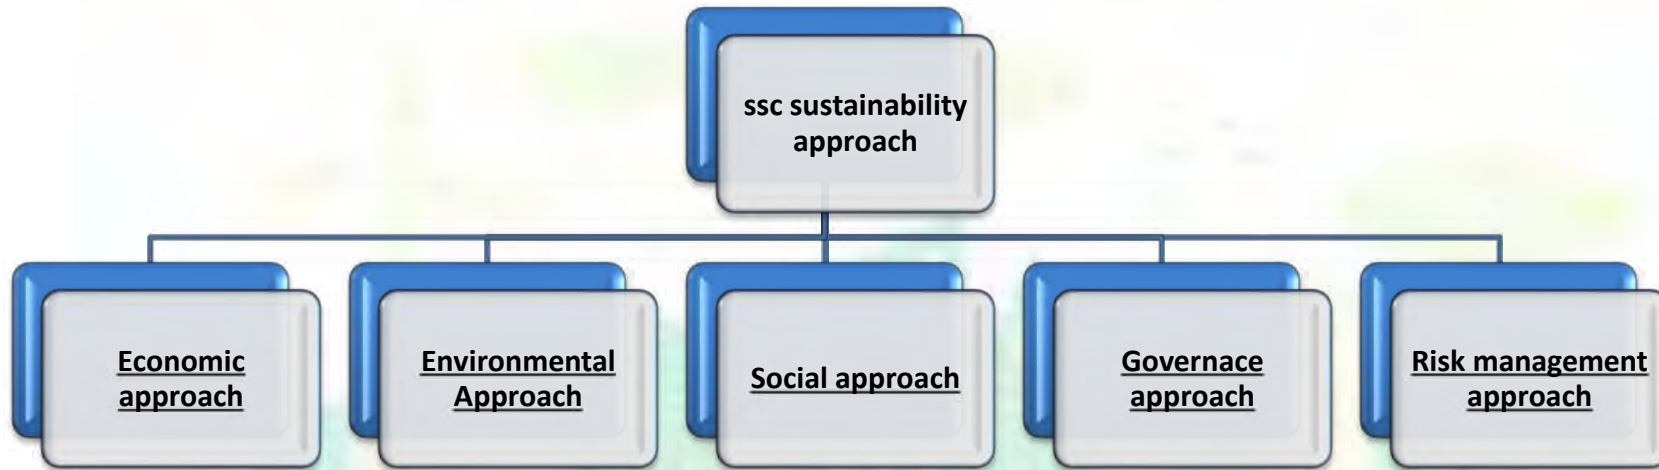 ssc sustainability
approach
Economic
approach
Environmental
Approach
Social approach
Governace
approach
Risk management
approach